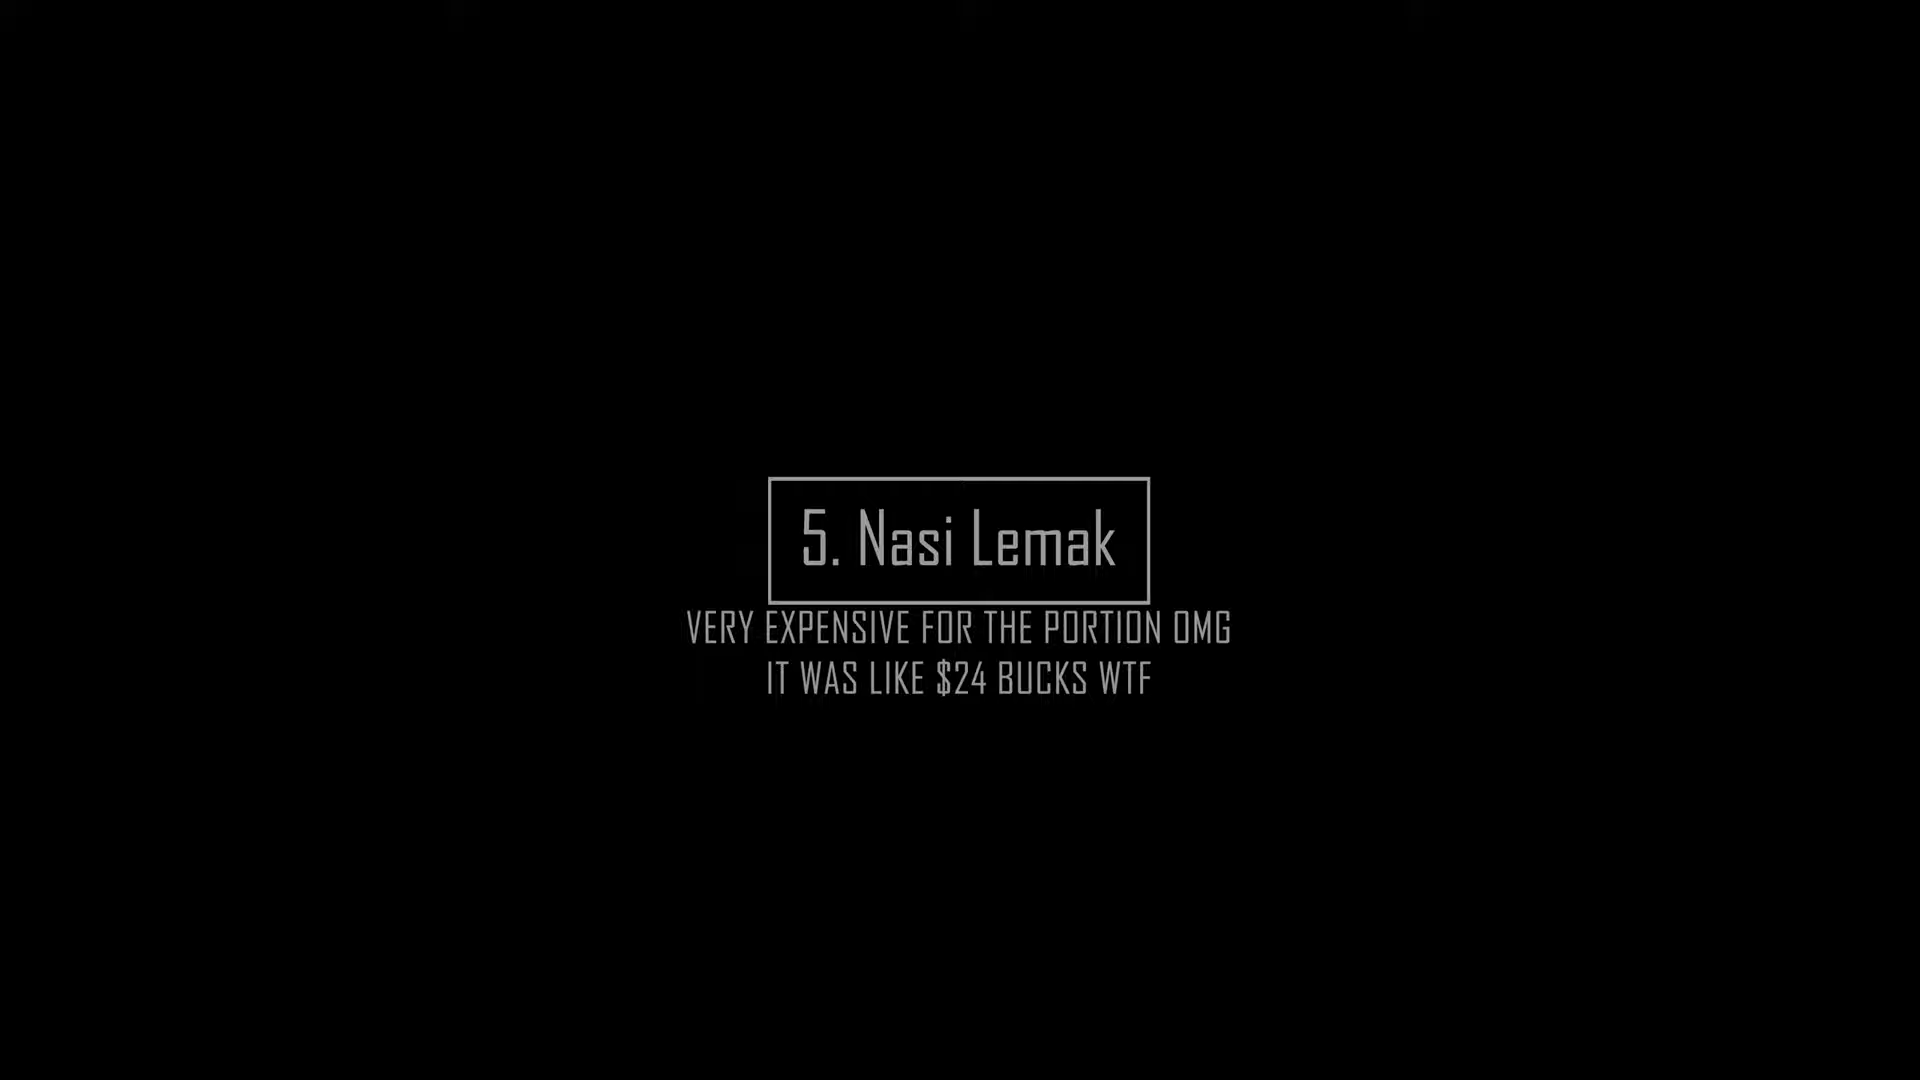 5. Nasi Lemak
VERY EXPENSIVE FOR THE PORTION OMG
IT WAS LIKE $24 BUCKS WTF